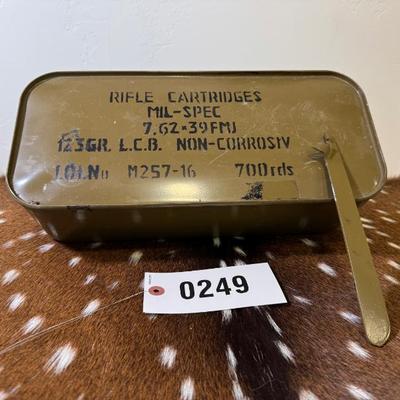 RIFLE CARTRIDGES
MIL-SPEC
7,62×39FMJ
123GR. L.C.B. NON-CORROSIV
LOT.No M257-16 700rds
0249